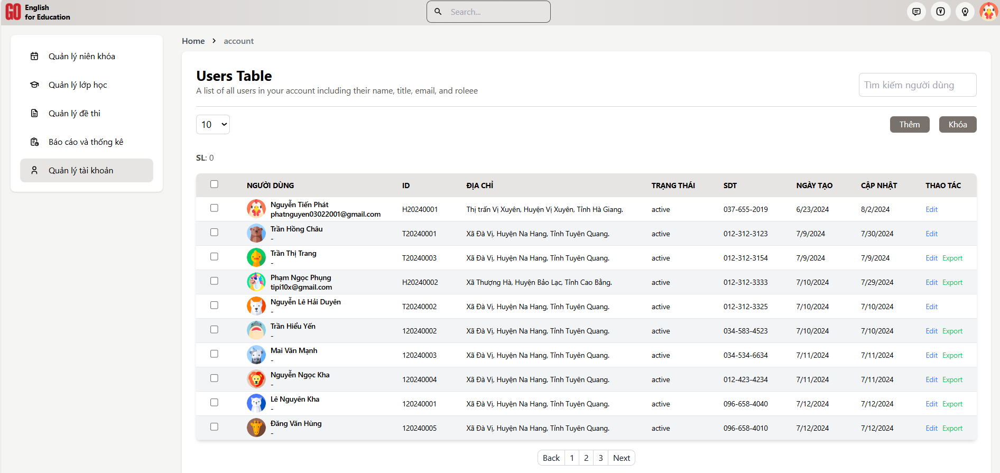 GO English
for Education
Search...
Quản lý niên khóa
Quản lý lớp học
Quản lý đề thi
Báo cáo và thống kê
Quản lý tài khoản
Home > account
Users Table
A list of all users in your account including their name, title, email, and roleee
Tìm kiếm người dùng
10
Thêm Khóa
SL: 0
NGƯỜI DÙNG ID ĐỊA CHỈ TRẠNG THÁI SDT NGÀY TẠO CẬP NHẬT THAO TÁC
Nguyễn Tiến Phát
phatnguyen03022001@gmail.com H20240001 Thị trấn Vị Xuyên, Huyện Vị Xuyên, Tỉnh Hà Giang. active 037-655-2019 6/23/2024 8/2/2024 Edit
Trần Hồng Châu
- T20240001 Xã Đà Vị, Huyện Na Hang, Tỉnh Tuyên Quang. active 012-312-3123 7/9/2024 7/30/2024 Edit
Trần Thị Trang
- T20240003 Xã Đà Vị, Huyện Na Hang, Tỉnh Tuyên Quang. active 012-312-3154 7/9/2024 7/9/2024 Edit Export
Phạm Ngọc Phụng
tipi10x@gmail.com H20240002 Xã Thượng Hà, Huyện Bảo Lạc, Tỉnh Cao Bằng. active 012-312-3333 7/10/2024 7/29/2024 Edit Export
Nguyễn Lê Hải Duyên
- T20240002 Xã Đà Vị, Huyện Na Hang, Tỉnh Tuyên Quang. active 012-312-3325 7/10/2024 7/10/2024 Edit
Trần Hiểu Yến
- 120240002 Xã Đà Vị, Huyện Na Hang, Tỉnh Tuyên Quang. active 034-583-4523 7/10/2024 7/10/2024 Edit Export
Mai Văn Mạnh
- 120240003 Xã Đà Vị, Huyện Na Hang, Tỉnh Tuyên Quang. active 034-534-6634 7/11/2024 7/11/2024 Edit Export
Nguyễn Ngọc Kha
- 120240004 Xã Đà Vị, Huyện Na Hang, Tỉnh Tuyên Quang. active 012-423-4234 7/11/2024 7/11/2024 Edit Export
Lê Nguyên Kha
- 120240001 Xã Đà Vị, Huyện Na Hang, Tỉnh Tuyên Quang. active 096-658-4040 7/12/2024 7/12/2024 Edit Export
Đăng Văn Hùng
- 120240005 Xã Đà Vị, Huyện Na Hang, Tỉnh Tuyên Quang. active 096-658-4010 7/12/2024 7/12/2024 Edit Export
Back 1 2 3 Next